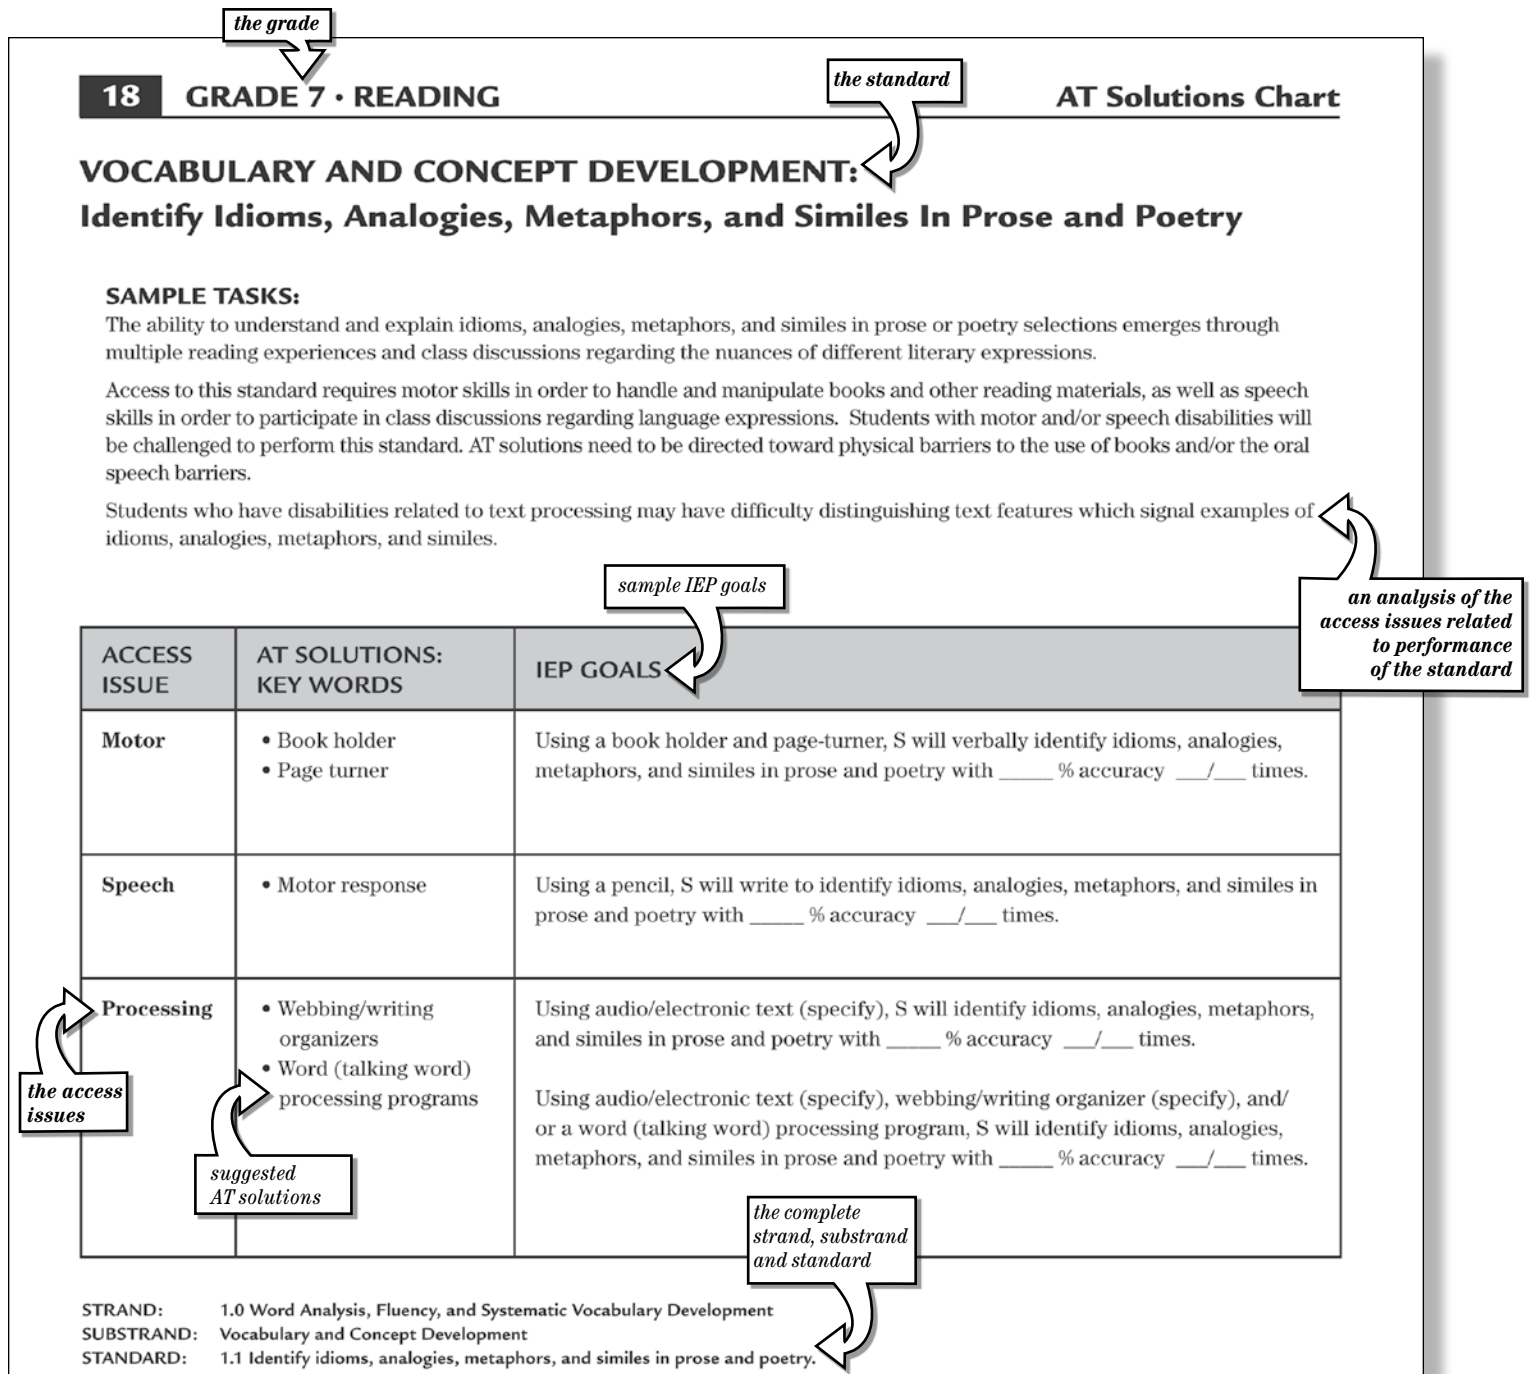 the grade
18 GRADE 7 • READING
the standard
AT Solutions Chart
VOCABULARY AND CONCEPT DEVELOPMENT:
Identify Idioms, Analogies, Metaphors, and Similes In Prose and Poetry
SAMPLE TASKS:
The ability to understand and explain idioms, analogies, metaphors, and similes in prose or poetry selections emerges through
multiple reading experiences and class discussions regarding the nuances of different literary expressions.
Access to this standard requires motor skills in order to handle and manipulate books and other reading materials, as well as speech
skills in order to participate in class discussions regarding language expressions.  Students with motor and/or speech disabilities will
be challenged to perform this standard. AT solutions need to be directed toward physical barriers to the use of books and/or the oral
speech barriers.
Students who have disabilities related to text processing may have difficulty distinguishing text features which signal examples of
idioms, analogies, metaphors, and similes.
an analysis of the
access issues related
to performance
of the standard
sample IEP goals
ACCESS
ISSUE
AT SOLUTIONS:
KEY WORDS
IEP GOALS
Motor
• Book holder
• Page turner
Using a book holder and page-turner, S will verbally identify idioms, analogies,
metaphors, and similes in prose and poetry with _____ % accuracy ___/___ times.
Speech
• Motor response
Using a pencil, S will write to identify idioms, analogies, metaphors, and similes in
prose and poetry with _____ % accuracy ___/___ times.
Processing
• Webbing/writing
organizers
• Word (talking word)
processing programs
Using audio/electronic text (specify), S will identify idioms, analogies, metaphors,
and similes in prose and poetry with _____ % accuracy ___/___ times.
Using audio/electronic text (specify), webbing/writing organizer (specify), and/
or a word (talking word) processing program, S will identify idioms, analogies,
metaphors, and similes in prose and poetry with _____ % accuracy ___/___ times.
the access
issues
suggested
AT solutions
the complete
strand, substrand
and standard
STRAND: 1.0 Word Analysis, Fluency, and Systematic Vocabulary Development
SUBSTRAND: Vocabulary and Concept Development
STANDARD: 1.1 Identify idioms, analogies, metaphors, and similes in prose and poetry.